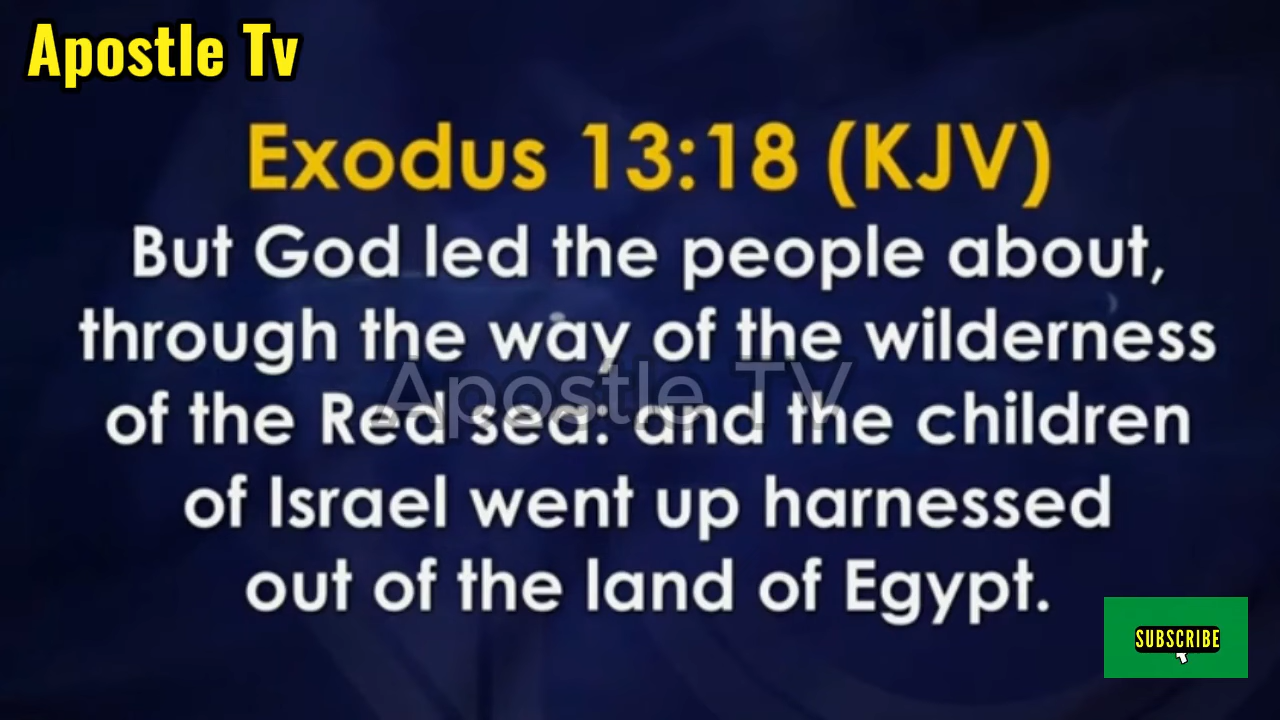 Apostle Tv
Exodus 13:18 (KJV)
But God led the people about,
through the way of the wilderness
Apostle TV
of the Red sea: and the children
of Israel went up harnessed
out of the land of Egypt.
SUBSCRIBE